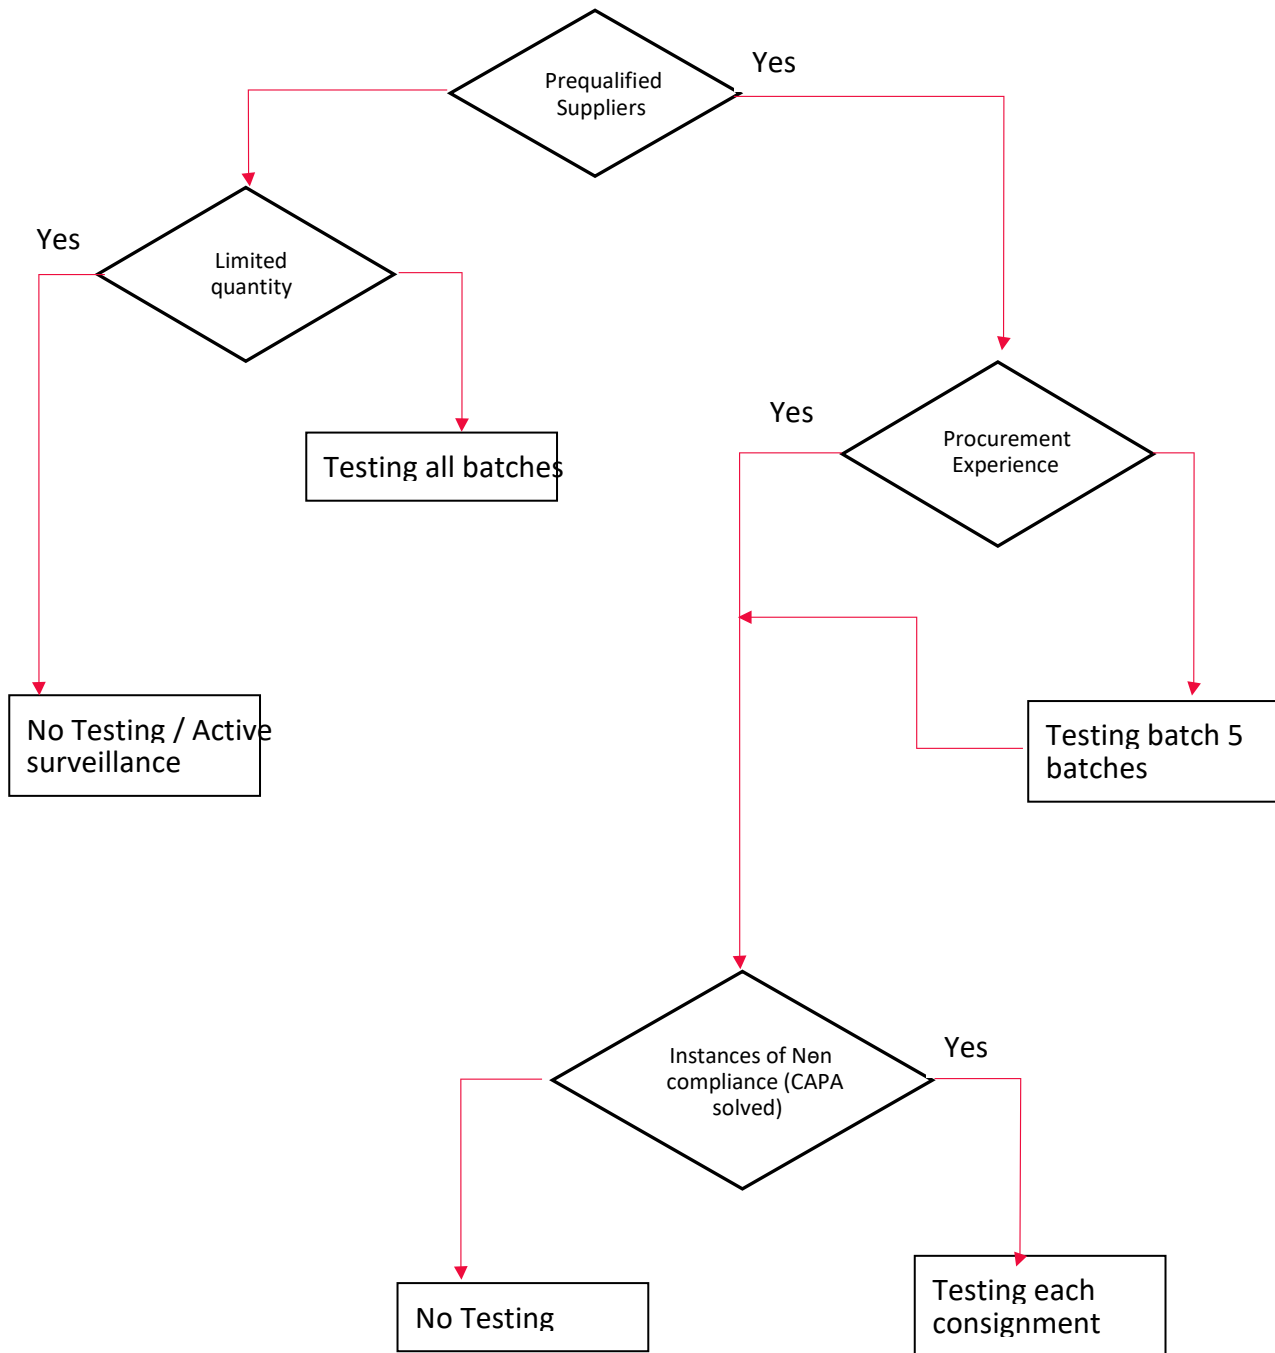 Yes
Prequalified
Suppliers
Yes
Limited
quantity
Yes
Procurement
Experience
Testing all batches
No Testing / Active
surveillance
Testing batch 5
batches
Yes
Instances of Non
compliance (CAPA
solved)
No Testing
Testing each
consignment